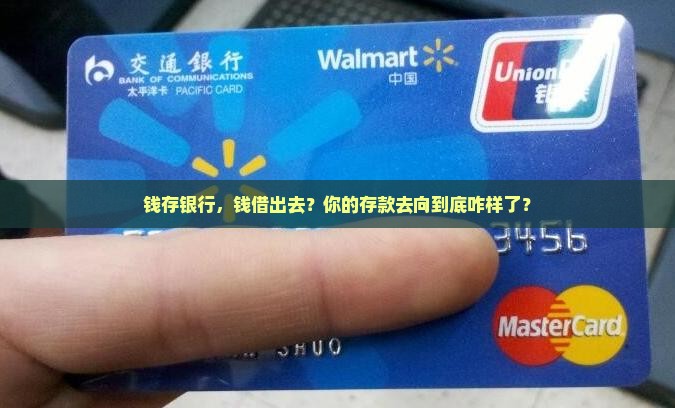 交通銀行
BANK OF COMMUNICATIONS
太平洋卡 PACIFIC CARD
Walmart
中国
Union
银
钱存银行，钱借出去？你的存款去向到底咋样了？
3456
MasterCard
SHUO